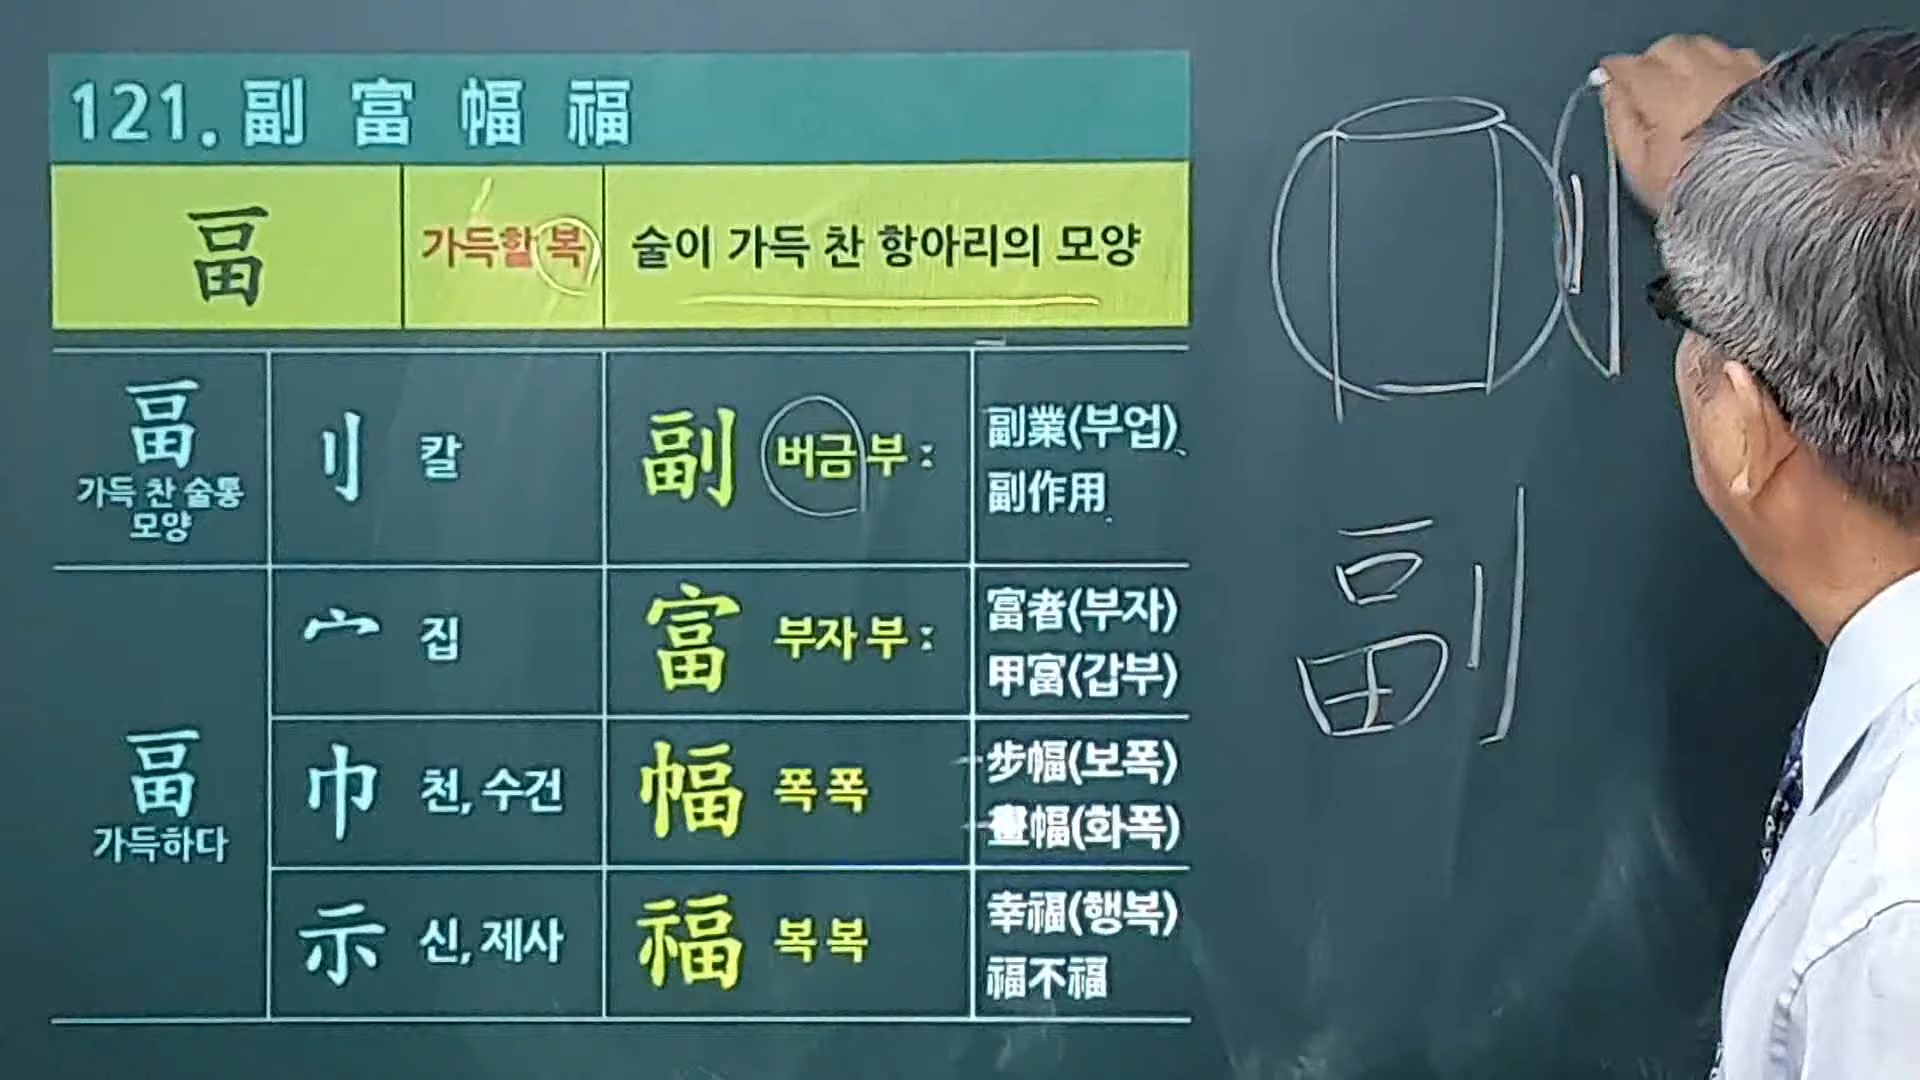 121. 副 富 幅 福
畐 가득할 복 술이 가득 찬 항아리의 모양
畐 刂 칼 副 버금 부 : 副業(부업)
가득 찬 술통 副作用
모양
宀 집 富 부자 부 : 富者(부자)
甲富(갑부)
畐 巾 천, 수건 幅 폭 폭 步幅(보폭)
가득하다 畫幅(화폭)
示 신, 제사 福 복 복 幸福(행복)
福不福
副